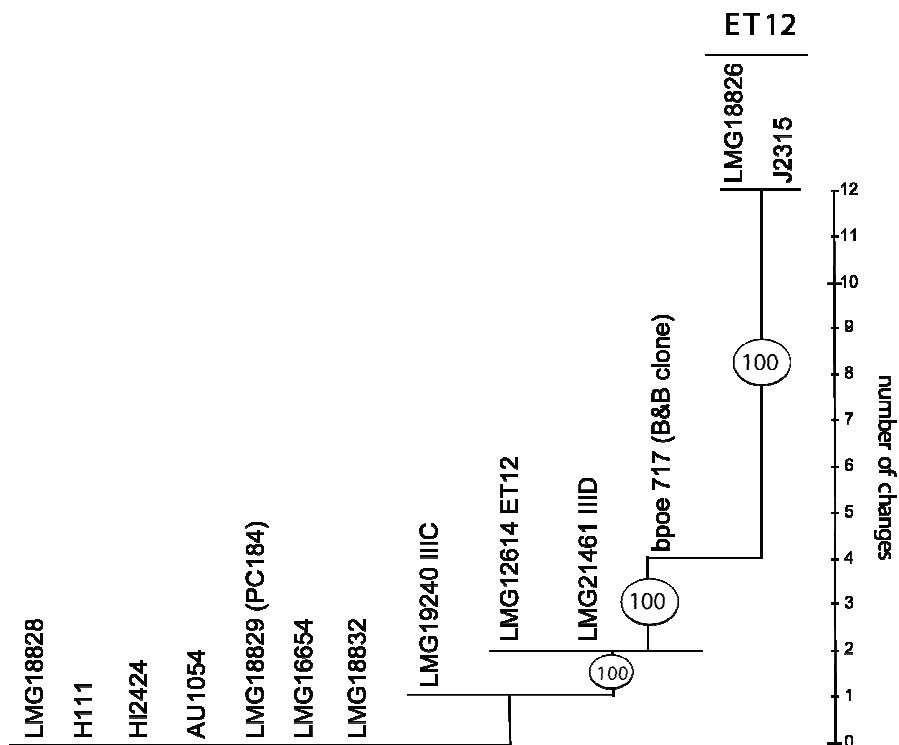 ET12
LMG18826
J2315
bpoe 717 (B&B clone)
LMG12614 ET12
LMG21461 IIID
LMG19240 IIIC
LMG18828
H111
HI2424
AU1054
LMG18829 (PC184)
LMG16654
LMG18832
100
100
100
12
11
10
9
8
7
6
5
4
3
2
1
0
number of changes